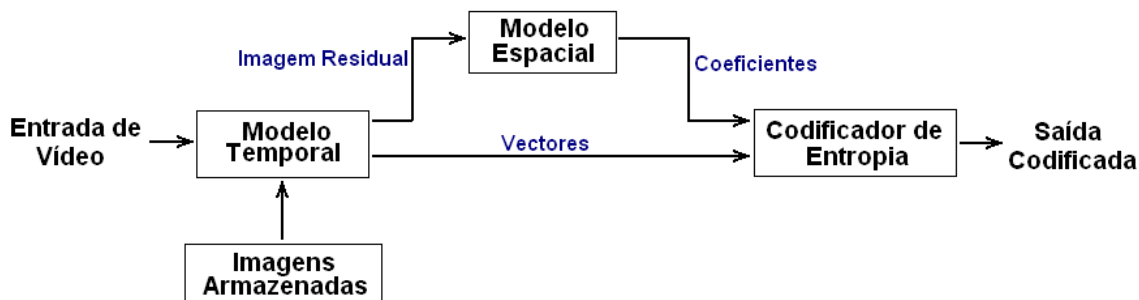 Modelo
Espacial
Imagem Residual
Coeficientes
Entrada de
Vídeo
Modelo
Temporal
Vectores
Codificador de
Entropia
Saída
Codificada
Imagens
Armazenadas